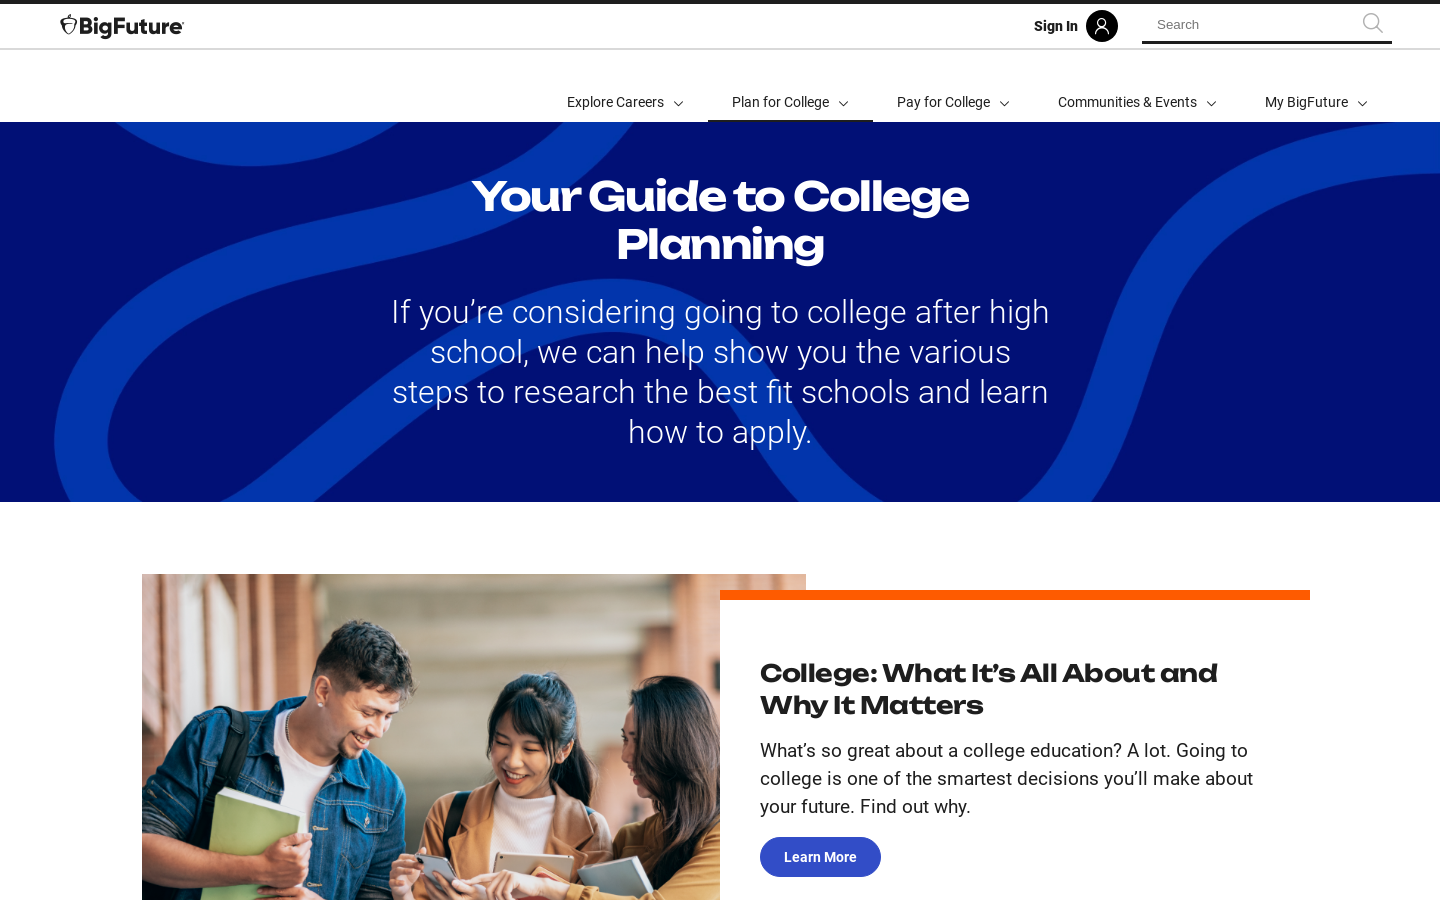 BigFuture
Sign In
Search
Explore Careers
Plan for College
Pay for College
Communities & Events
My BigFuture
Your Guide to College
Planning
If you’re considering going to college after high
school, we can help show you the various
steps to research the best fit schools and learn
how to apply.
College: What It’s All About and
Why It Matters
What’s so great about a college education? A lot. Going to
college is one of the smartest decisions you’ll make about
your future. Find out why.
Learn More